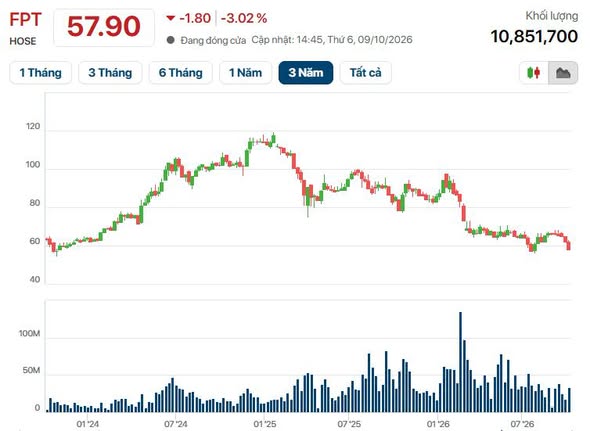 FPT 57.90 -1.80 -3.02 % Khối lượng
HOSE Đang đóng cửa Cập nhật: 14:45, Thứ 6, 09/10/2026 10,851,700
1 Tháng 3 Tháng 6 Tháng 1 Năm 3 Năm Tất cả
120
100
80
60
40
100M
50M
0
01 '24 07 '24 01 '25 07 '25 01 '26 07 '26